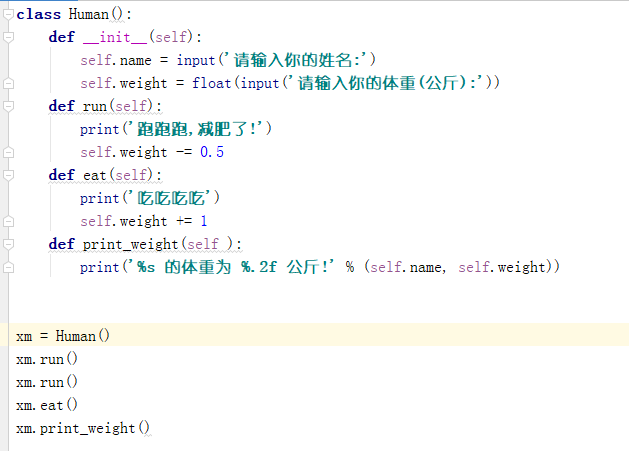 class Human():
    def __init__(self):
        self.name = input('请输入你的姓名:')
        self.weight = float(input('请输入你的体重(公斤):'))
    def run(self):
        print('跑跑跑,减肥了!')
        self.weight -= 0.5
    def eat(self):
        print('吃吃吃吃')
        self.weight += 1
    def print_weight(self ):
        print('%s 的体重为 %.2f 公斤!' % (self.name, self.weight))
xm = Human()
xm.run()
xm.run()
xm.eat()
xm.print_weight()